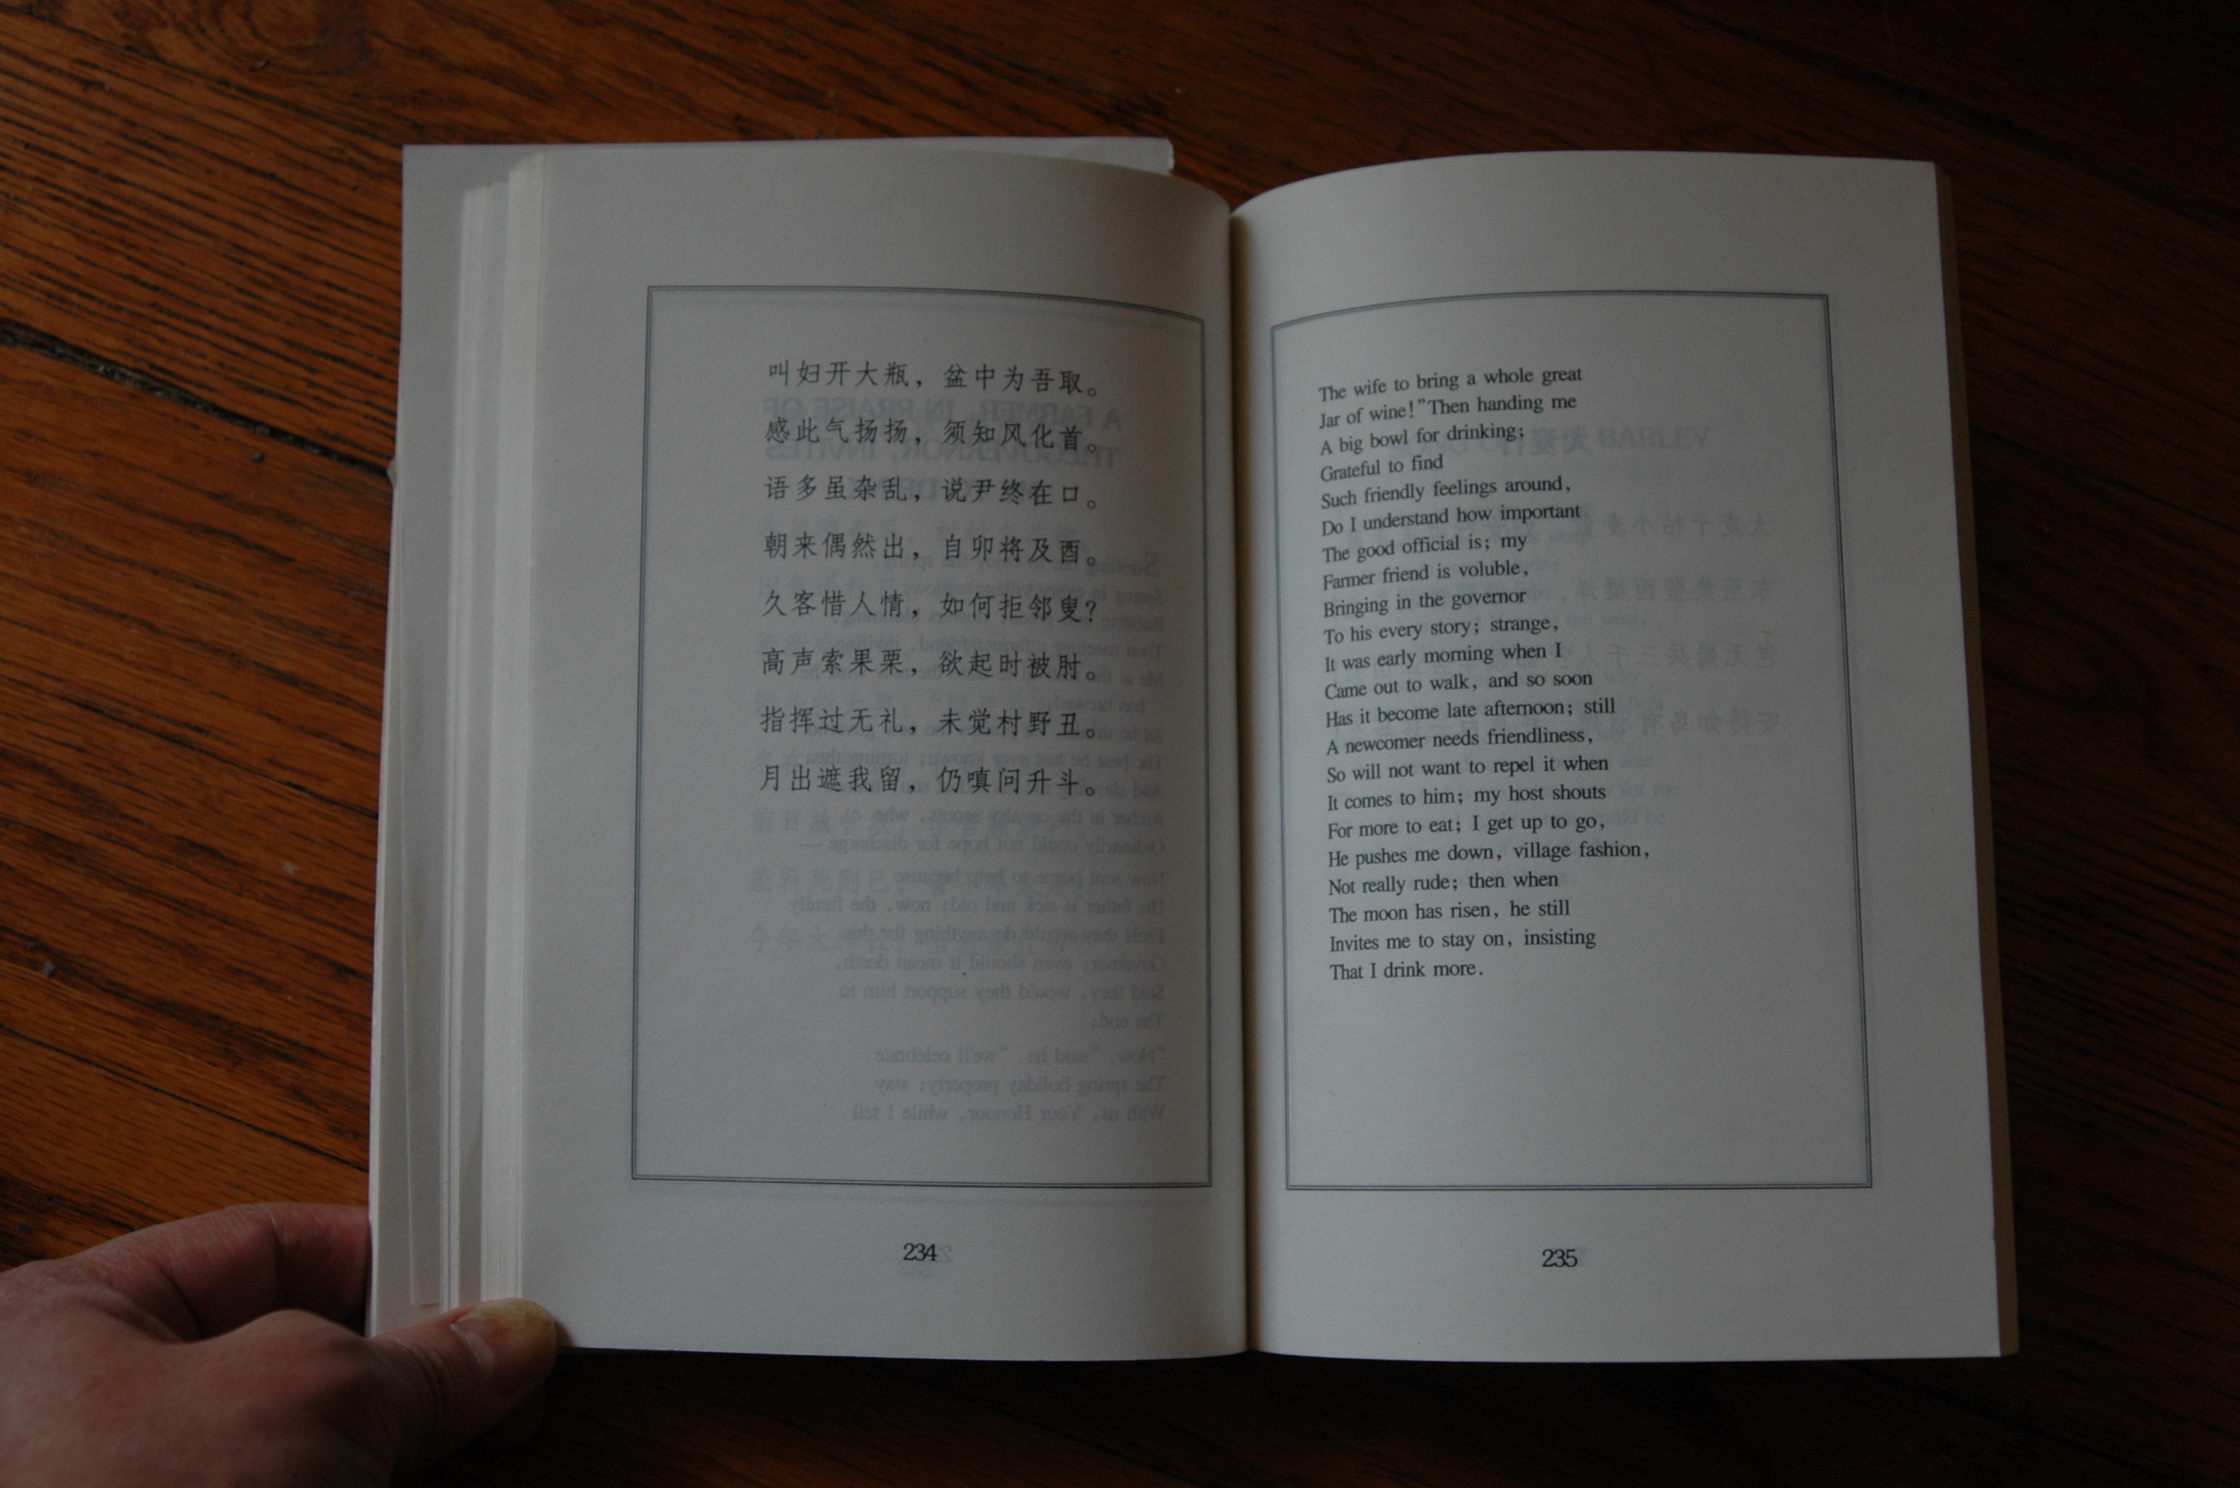 叫妇开大瓶，盆中为吾取。
感此气扬扬，须知风化首。
语多虽杂乱，说尹终在口。
朝来偶然出，自卯将及酉。
久客惜人情，如何拒邻叟？
高声索果栗，欲起时被肘。
指挥过无礼，未觉村野丑。
月出遮我留，仍嗔问升斗。
234
The wife to bring a whole great
Jar of wine!"Then handing me
A big bowl for drinking;
Grateful to find
Such friendly feelings around,
Do I understand how important
The good official is; my
Farmer friend is voluble,
Bringing in the governor
To his every story; strange,
It was early morning when I
Came out to walk, and so soon
Has it become late afternoon; still
A newcomer needs friendliness,
So will not want to repel it when
It comes to him; my host shouts
For more to eat; I get up to go,
He pushes me down, village fashion,
Not really rude; then when
The moon has risen, he still
Invites me to stay on, insisting
That I drink more.
235